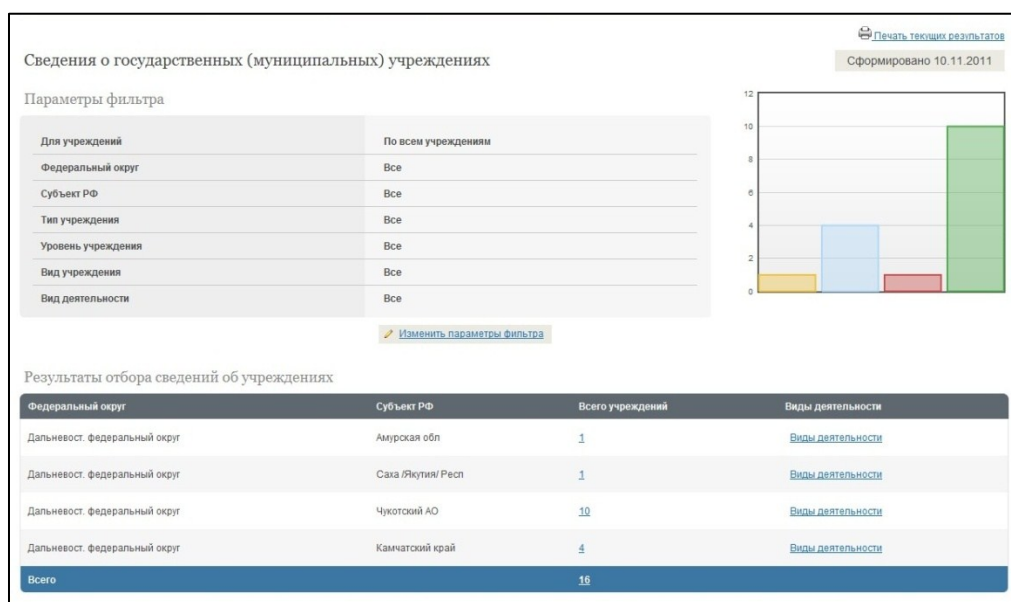 Печать текущих результатов
Сведения о государственных (муниципальных) учреждениях
Сформировано 10.11.2011
Параметры фильтра
Для учреждений По всем учреждениям
Федеральный округ Все
Субъект РФ Все
Тип учреждения Все
Уровень учреждения Все
Вид учреждения Все
Вид деятельности Все
12
10
8
6
4
2
0
Изменить параметры фильтра
Результаты отбора сведений об учреждениях
Федеральный округ Субъект РФ Всего учреждений Виды деятельности
Дальневост. федеральный округ Амурская обл 1 Виды деятельности
Дальневост. федеральный округ Саха /Якутия/ Респ 1 Виды деятельности
Дальневост. федеральный округ Чукотский АО 10 Виды деятельности
Дальневост. федеральный округ Камчатский край 4 Виды деятельности
Всего 16